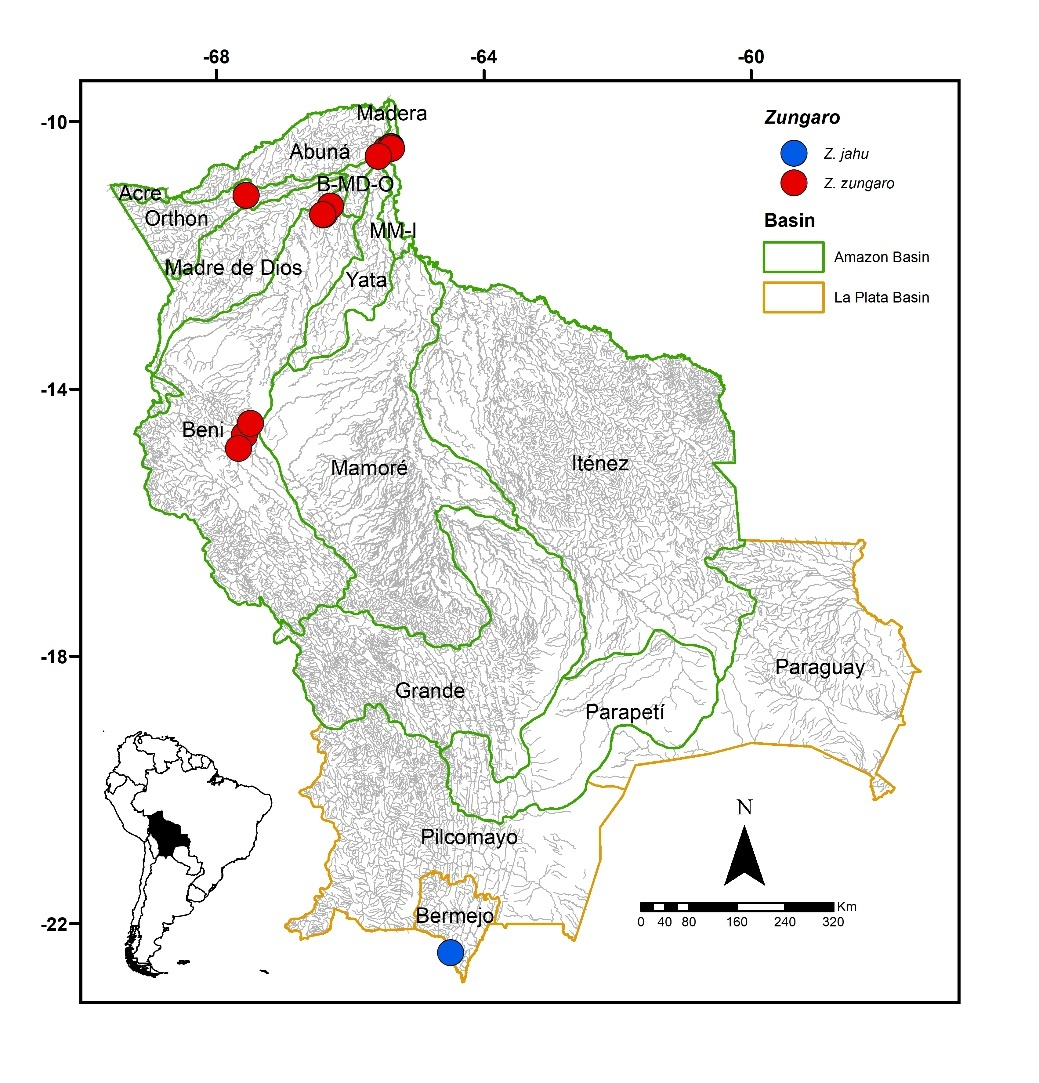 -68 -64 -60
-10
-14
-18
-22
Madera
Abuná
Acre
B-MD-O
Orthon
MM-I
Madre de Dios
Yata
Beni
Mamoré
Iténez
Grande
Paraguay
Parapetí
Pilcomayo
Bermejo
Zungaro
Z. jahu
Z. zungaro
Basin
Amazon Basin
La Plata Basin
N
Km
0 40 80 160 240 320